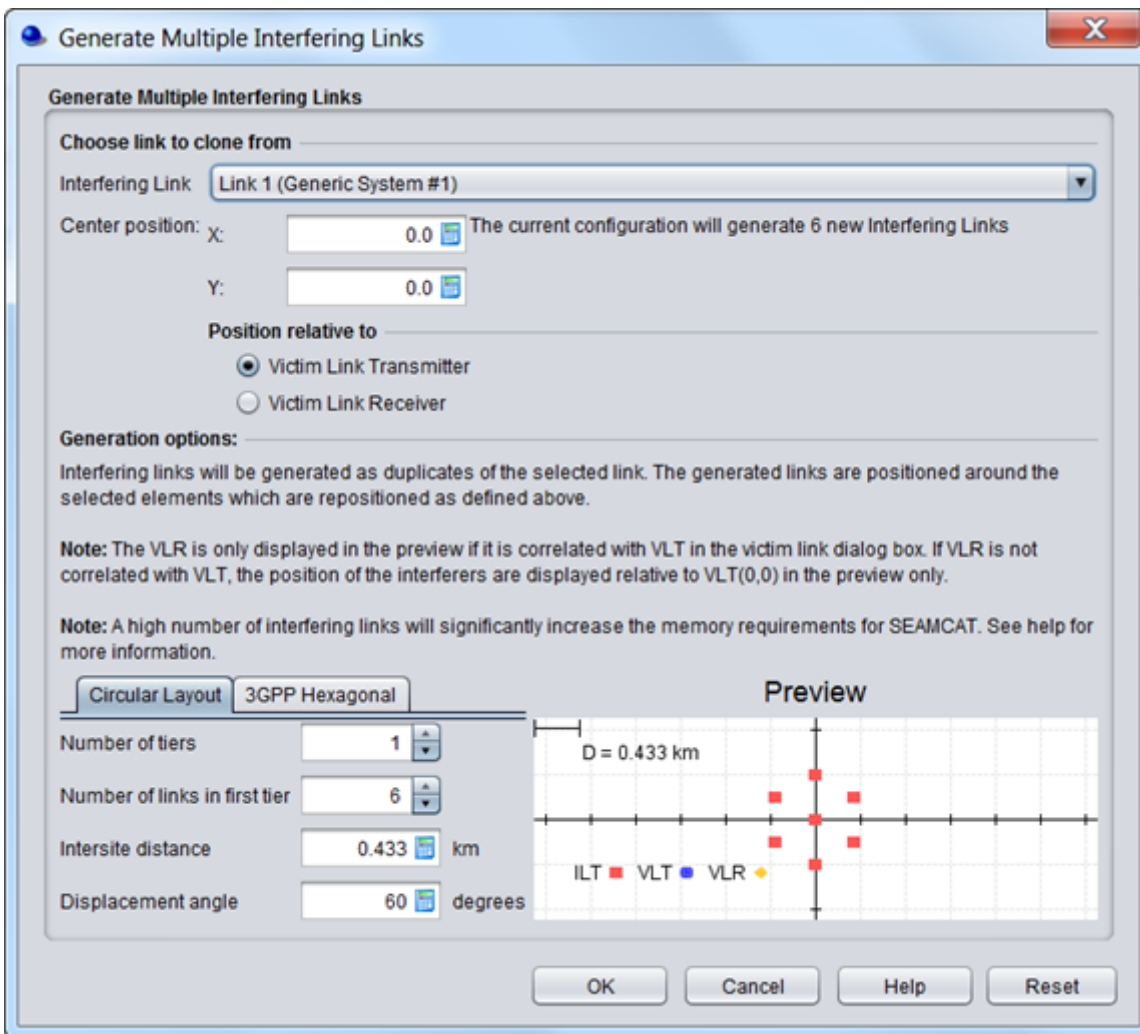 Generate Multiple Interfering Links
X
Generate Multiple Interfering Links
Choose link to clone from
Interfering Link Link 1 (Generic System #1)
Center position: X: 0.0 The current configuration will generate 6 new Interfering Links
Y: 0.0
Position relative to
Victim Link Transmitter
Victim Link Receiver
Generation options:
Interfering links will be generated as duplicates of the selected link. The generated links are positioned around the
selected elements which are repositioned as defined above.
Note: The VLR is only displayed in the preview if it is correlated with VLT in the victim link dialog box. If VLR is not
correlated with VLT, the position of the interferers are displayed relative to VLT(0,0) in the preview only.
Note: A high number of interfering links will significantly increase the memory requirements for SEAMCAT. See help for
more information.
Circular Layout 3GPP Hexagonal
Number of tiers 1
Number of links in first tier 6
Intersite distance 0.433 km
Displacement angle 60 degrees
Preview
D = 0.433 km
ILT VLT VLR
OK Cancel Help Reset